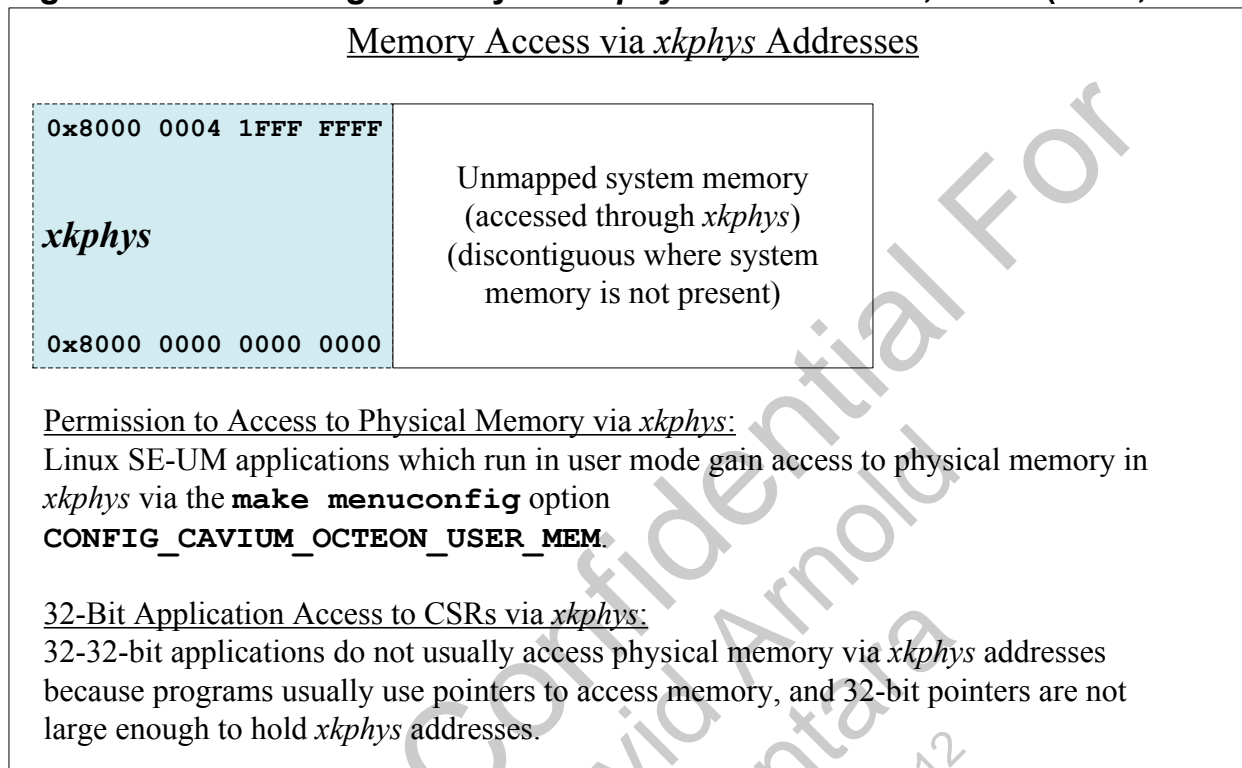 Memory Access via xkphys Addresses
0x8000 0004 1FFF FFFF
xkphys
0x8000 0000 0000 0000
Unmapped system memory
(accessed through xkphys)
(discontiguous where system
memory is not present)
Permission to Access to Physical Memory via xkphys:
Linux SE-UM applications which run in user mode gain access to physical memory in
xkphys via the make menuconfig option
CONFIG_CAVIUM_OCTEON_USER_MEM.
32-Bit Application Access to CSRs via xkphys:
32-32-bit applications do not usually access physical memory via xkphys addresses
because programs usually use pointers to access memory, and 32-bit pointers are not
large enough to hold xkphys addresses.
Confidential For
Arnold